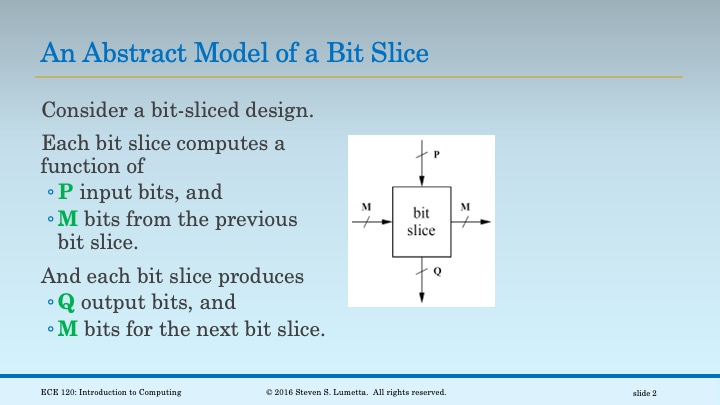 An Abstract Model of a Bit Slice
Consider a bit-sliced design.
Each bit slice computes a
function of
◦P input bits, and
◦M bits from the previous
bit slice.
And each bit slice produces
◦Q output bits, and
◦M bits for the next bit slice.
P
M
M
bit
slice
Q
ECE 120: Introduction to Computing
© 2016 Steven S. Lumetta. All rights reserved.
slide 2